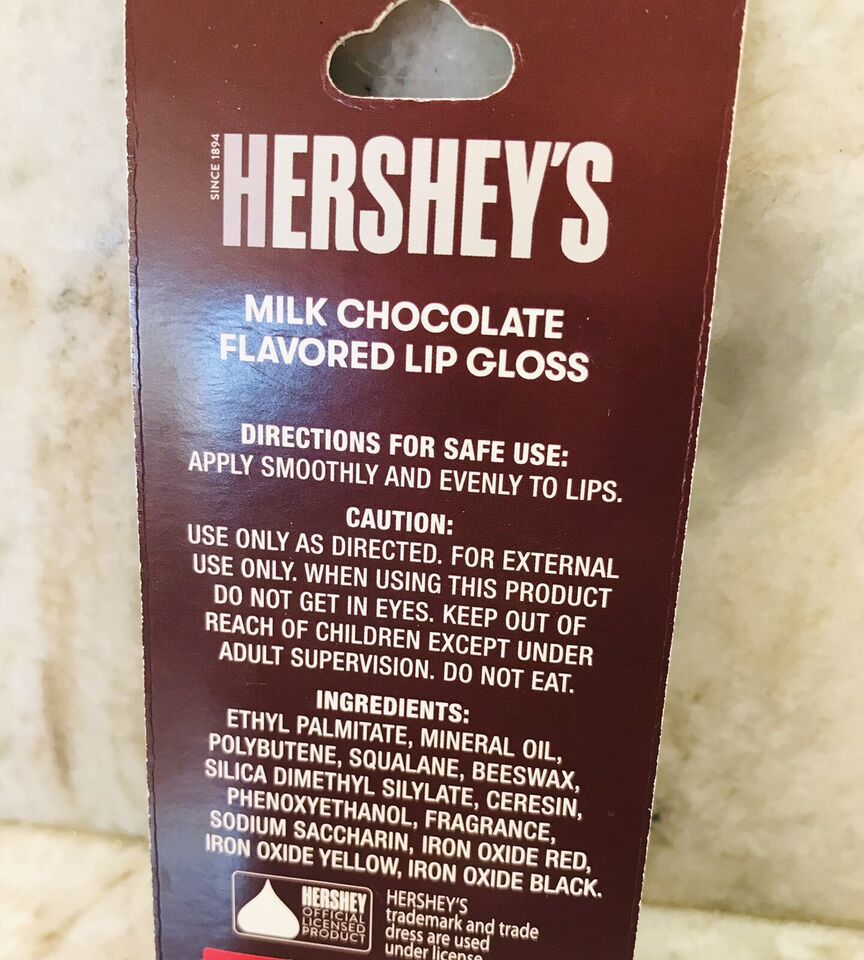 SINCE 1894
HERSHEY'S
MILK CHOCOLATE
FLAVORED LIP GLOSS
DIRECTIONS FOR SAFE USE:
APPLY SMOOTHLY AND EVENLY TO LIPS.
CAUTION:
USE ONLY AS DIRECTED. FOR EXTERNAL
USE ONLY. WHEN USING THIS PRODUCT
DO NOT GET IN EYES. KEEP OUT OF
REACH OF CHILDREN EXCEPT UNDER
ADULT SUPERVISION. DO NOT EAT.
INGREDIENTS:
ETHYL PALMITATE, MINERAL OIL,
POLYBUTENE, SQUALANE, BEESWAX,
SILICA DIMETHYL SILYLATE, CERESIN,
PHENOXYETHANOL, FRAGRANCE,
SODIUM SACCHARIN, IRON OXIDE RED,
IRON OXIDE YELLOW, IRON OXIDE BLACK.
HERSHEY
OFFICIAL
LICENSED
PRODUCT
HERSHEY'S
trademark and trade
dress are used
under license